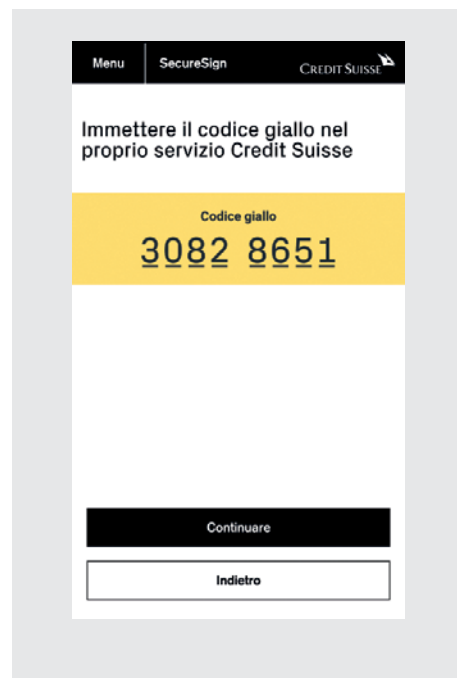 Menu SecureSign CREDIT SUISSE
Immettere il codice giallo nel
proprio servizio Credit Suisse
Codice giallo
3082 8651
Continuare
Indietro